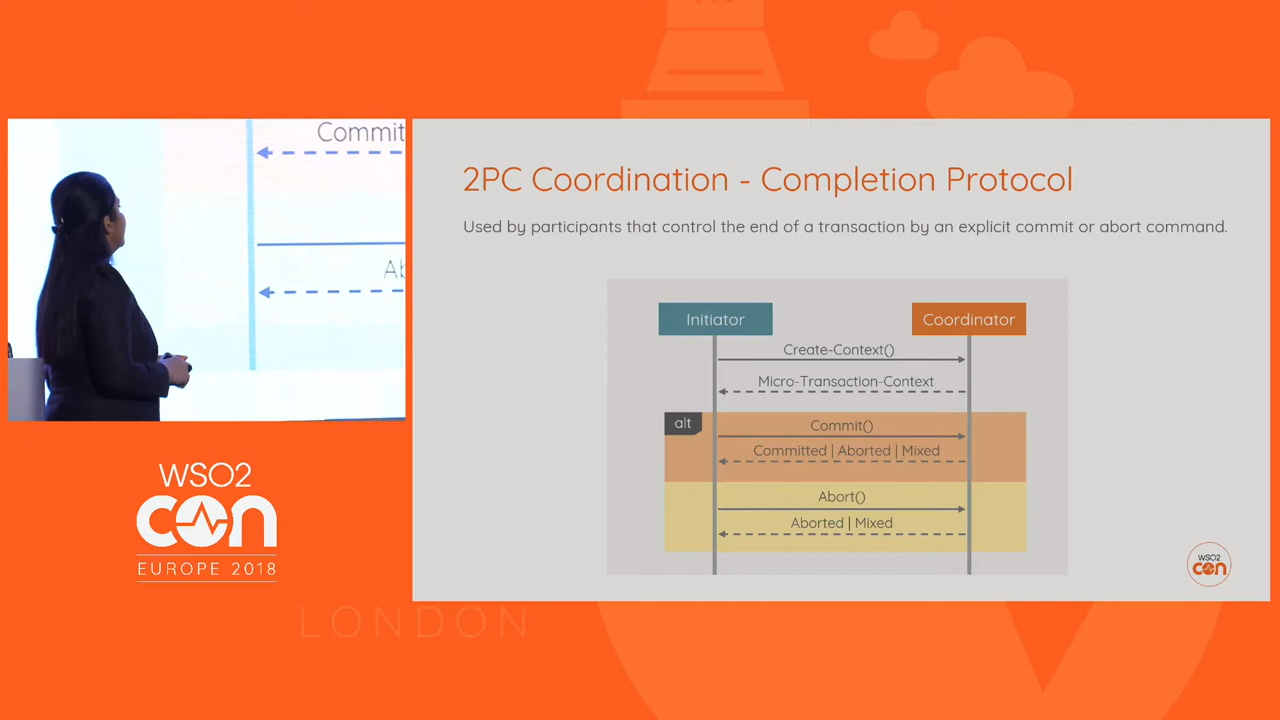 Commit
Ab
2PC Coordination - Completion Protocol
Used by participants that control the end of a transaction by an explicit commit or abort command.
Initiator
Coordinator
Create-Context()
Micro-Transaction-Context
alt
Commit()
Committed | Aborted | Mixed
Abort()
Aborted | Mixed
WSO2
con
WSO2
con
EUROPE 2018
LONDON